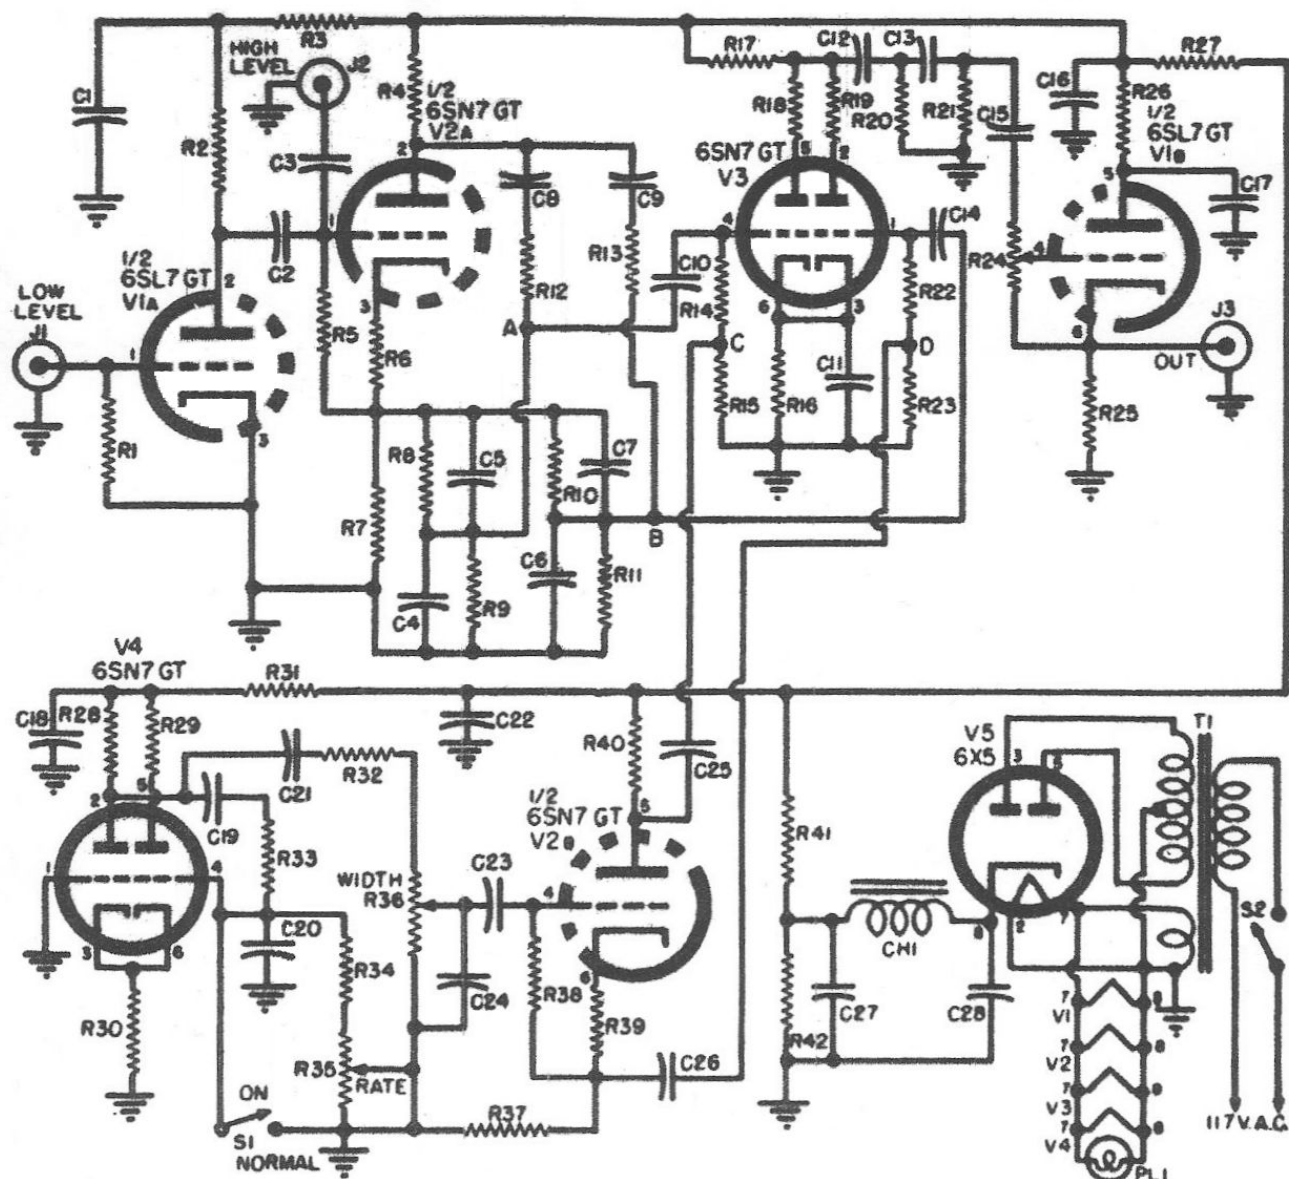 R3
R17
C12
C13
R27
HIGH
LEVEL
J2
C1
R4
1/2
6SN7 GT
V2A
R18
R19
R20
R21
C15
C16
R26
1/2
6SL7 GT
V1B
R2
C3
2
6SN7 GT
V3
5
2
5
C17
C8
C9
1
4
1
C14
C2
R13
C10
R24
4
1/2
6SL7 GT
V1A
2
LOW
LEVEL
J1
R12
R14
R22
3
R5
A
6
3
6
J3
1
R6
C
D
OUT
C11
R15
R16
R23
R25
R1
3
R8
C5
C7
R10
R7
B
C6
R11
C4
R9
V4
6SN7 GT
R31
C18
R28
R29
C22
R40
V5
6X5
T1
3
C25
R32
C21
2
5
C19
1/2
6SN7 GT
V2B
5
R41
R33
1
4
WIDTH
R36
C23
4
S2
C20
8
2
7
CH1
3
6
R34
C24
R38
6
R39
C27
C28
7
V1
8
R30
R42
7
V2
8
C26
R35
RATE
ON
7
V3
8
R37
7
V4
8
117 V. A.C.
S1
NORMAL
PL1